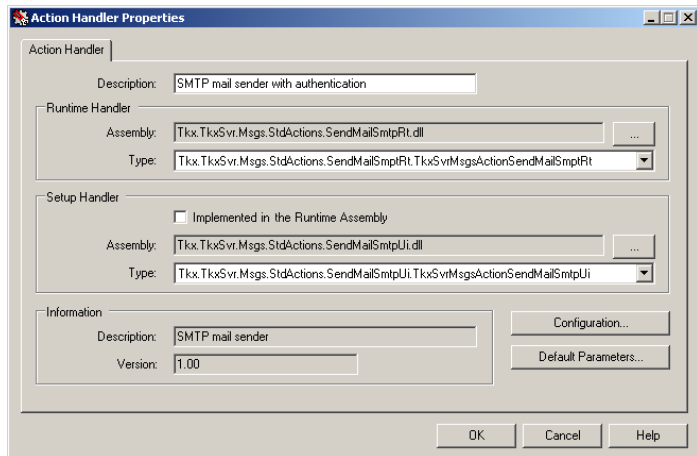 Action Handler Properties
Action Handler
Description: SMTP mail sender with authentication
Runtime Handler
Assembly: Tkx.TkxSvr.Msgs.StdActions.SendMailSmtpRt.dll ...
Type: Tkx.TkxSvr.Msgs.StdActions.SendMailSmptRt.TkxSvrMsgsActionSendMailSmptRt
Setup Handler
Implemented in the Runtime Assembly
Assembly: Tkx.TkxSvr.Msgs.StdActions.SendMailSmtpUi.dll ...
Type: Tkx.TkxSvr.Msgs.StdActions.SendMailSmtpUi.TkxSvrMsgsActionSendMailSmtpUi
Information
Configuration...
Description: SMTP mail sender
Default Parameters...
Version: 1.00
OK Cancel Help